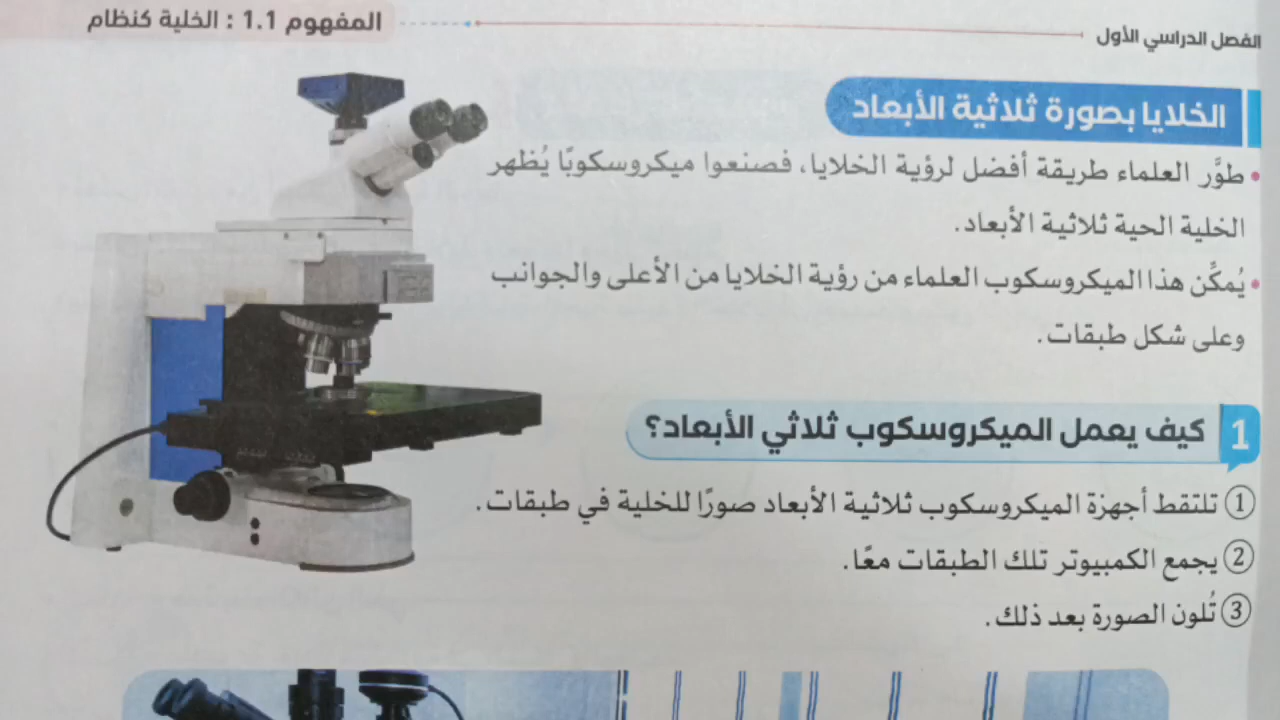 الفصل الدراسي الأول
المفهوم 1.1 : الخلية كنظام
الخلايا بصورة ثلاثية الأبعاد
• طوَّر العلماء طريقة أفضل لرؤية الخلايا، فصنعوا ميكروسكوبًا يُظهر
الخلية الحية ثلاثية الأبعاد.
• يُمكِّن هذا الميكروسكوب العلماء من رؤية الخلايا من الأعلى والجوانب
وعلى شكل طبقات.
1 كيف يعمل الميكروسكوب ثلاثي الأبعاد؟
① تلتقط أجهزة الميكروسكوب ثلاثية الأبعاد صورًا للخلية في طبقات.
② يجمع الكمبيوتر تلك الطبقات معًا.
③ تُلون الصورة بعد ذلك.